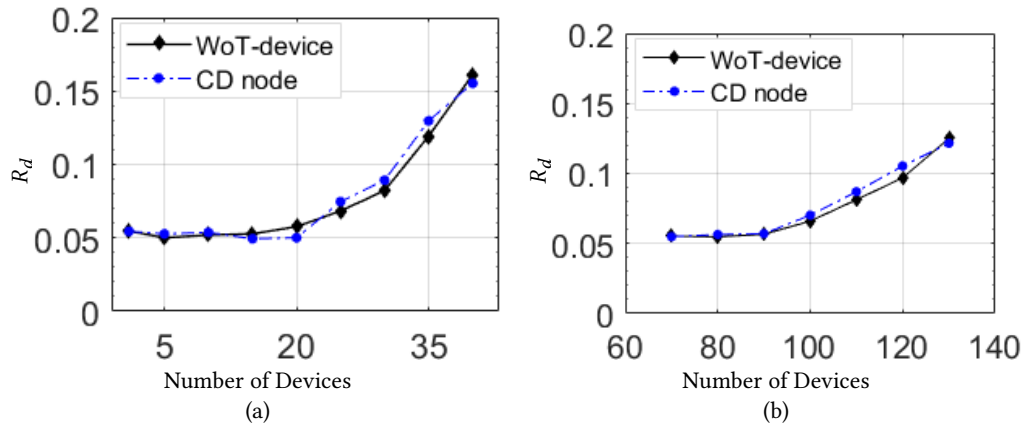 0.2
WoT-device
CD node
0.15
0.1
0.05
0
R_d
5 20 35
Number of Devices
(a)
0.2
WoT-device
CD node
0.15
0.1
0.05
0
R_d
60 80 100 120 140
Number of Devices
(b)